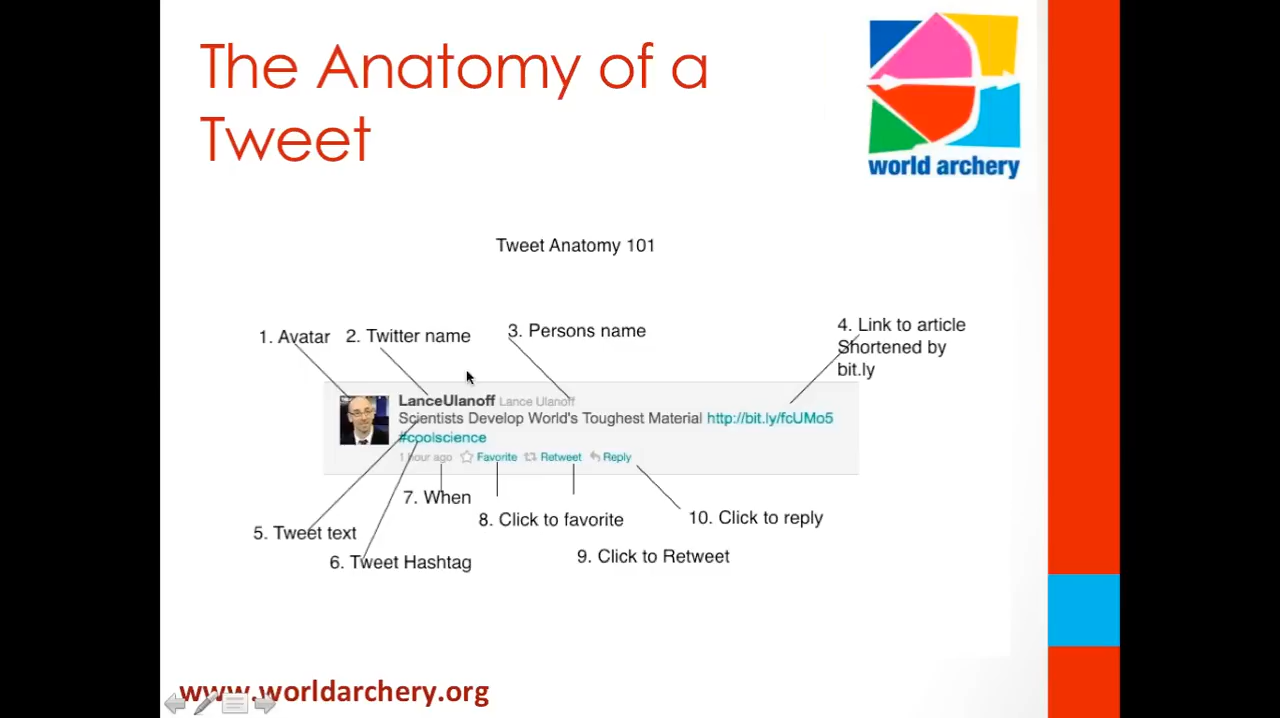 The Anatomy of a
Tweet
world archery
Tweet Anatomy 101
1. Avatar
2. Twitter name
3. Persons name
4. Link to article
Shortened by
bit.ly
LanceUlanoff Lance Ulanoff
Scientists Develop World's Toughest Material http://bit.ly/fcUMo5
#coolscience
1 hour ago Favorite Retweet Reply
7. When
8. Click to favorite
10. Click to reply
5. Tweet text
9. Click to Retweet
6. Tweet Hashtag
www.worldarchery.org